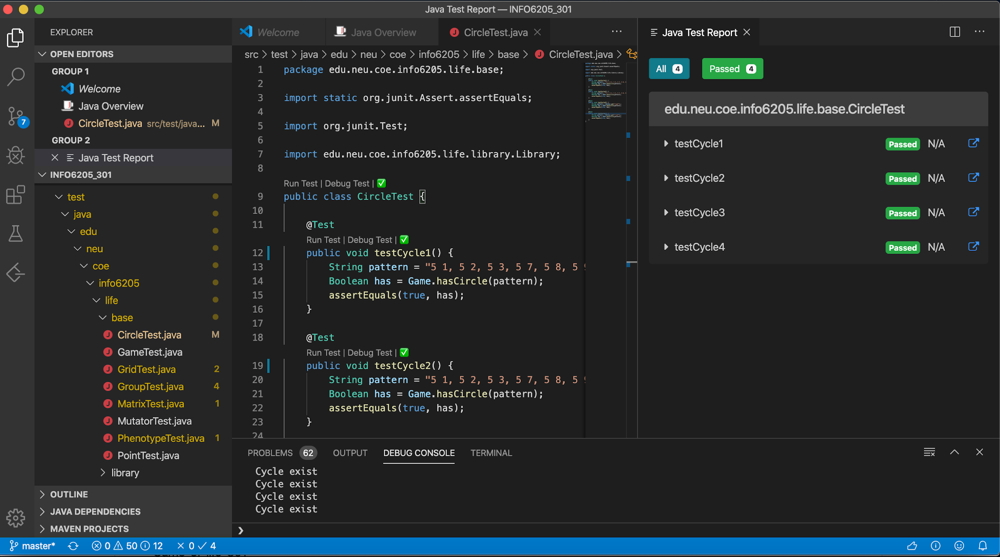 Java Test Report — INFO6205_301
EXPLORER
OPEN EDITORS
GROUP 1
Welcome
Java Overview
CircleTest.java src/test/java... M
GROUP 2
Java Test Report
INFO6205_301
test
java
edu
neu
coe
info6205
life
base
CircleTest.java M
GameTest.java
GridTest.java 2
GroupTest.java 4
MatrixTest.java 1
MutatorTest.java
PhenotypeTest.java 1
PointTest.java
library
OUTLINE
JAVA DEPENDENCIES
MAVEN PROJECTS
7
Welcome
Java Overview
CircleTest.java
src > test > java > edu > neu > coe > info6205 > life > base > CircleTest.java >
1 package edu.neu.coe.info6205.life.base;
2
3 import static org.junit.Assert.assertEquals;
4
5 import org.junit.Test;
6
7 import edu.neu.coe.info6205.life.library.Library;
8
Run Test | Debug Test |
9 public class CircleTest {
10
11 @Test
Run Test | Debug Test |
12 public void testCycle1() {
13 String pattern = "5 1, 5 2, 5 3, 5 7, 5 8, 5
14 Boolean has = Game.hasCircle(pattern);
15 assertEquals(true, has);
16 }
17
18 @Test
Run Test | Debug Test |
19 public void testCycle2() {
20 String pattern = "5 1, 5 2, 5 3, 5 7, 5 8, 5
21 Boolean has = Game.hasCircle(pattern);
22 assertEquals(true, has);
23 }
24
Java Test Report
All 4 Passed 4
edu.neu.coe.info6205.life.base.CircleTest
testCycle1 Passed N/A
testCycle2 Passed N/A
testCycle3 Passed N/A
testCycle4 Passed N/A
PROBLEMS 62 OUTPUT DEBUG CONSOLE TERMINAL
Cycle exist
Cycle exist
Cycle exist
Cycle exist
master* 0 50 12 0 4